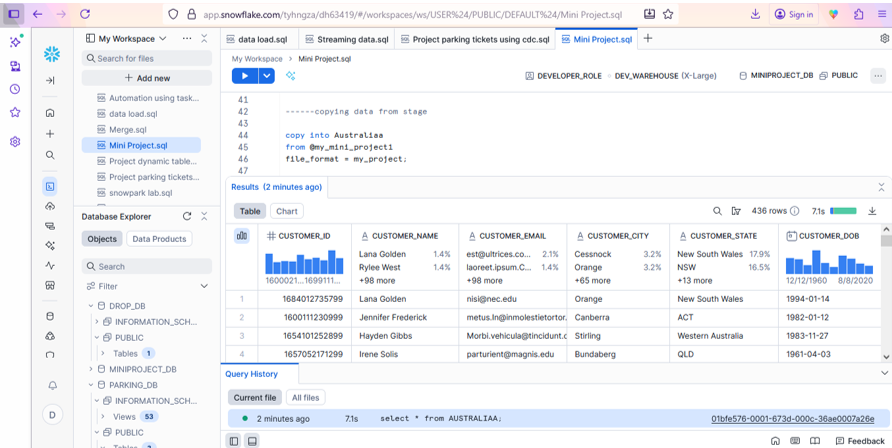 app.snowflake.com/tyhngza/dh63419/#/workspaces/ws/USER%24/PUBLIC/DEFAULT%24/Mini Project.sql
Sign in
My Workspace
data load.sql
Streaming data.sql
Project parking tickets using cdc.sql
Mini Project.sql
Search for files
Add new
Automation using task...
data load.sql
Merge.sql
Mini Project.sql
Project dynamic table...
Project parking tickets...
snowpark lab.sql
My Workspace > Mini Project.sql
DEVELOPER_ROLE
DEV_WAREHOUSE (X-Large)
MINIPROJECT_DB
PUBLIC
41
42 ------copying data from stage
43
44 copy into Australiaa
45 from @my_mini_project1
46 file_format = my_project;
47
Results (2 minutes ago)
Table
Chart
436 rows
7.1s
CUSTOMER_ID
CUSTOMER_NAME
CUSTOMER_EMAIL
CUSTOMER_CITY
CUSTOMER_STATE
CUSTOMER_DOB
Lana Golden 1.4%
est@ultrices.co... 2.1%
Cessnock 3.2%
New South Wales 17.9%
Rylee West 1.4%
laoreet.ipsum.C... 1.4%
Orange 3.2%
NSW 16.5%
1600021...1699111...
+98 more
+98 more
+65 more
+13 more
12/12/1960 8/8/2020
1 1684012735799 Lana Golden nisi@nec.edu Orange New South Wales 1994-01-14
2 1600111230999 Jennifer Frederick metus.In@inmolestietortor. Canberra ACT 1982-01-12
3 1654101252899 Hayden Gibbs Morbi.vehicula@tincidunt.c Stirling Western Australia 1983-11-27
4 1657052171299 Irene Solis parturient@magnis.edu Bundaberg QLD 1961-04-03
Database Explorer
Objects
Data Products
Search
Filter
DROP_DB
INFORMATION_SCH...
PUBLIC
Tables 1
MINIPROJECT_DB
PARKING_DB
INFORMATION_SCH...
Views 53
PUBLIC
Query History
Current file
All files
2 minutes ago 7.1s select * from AUSTRALIAA; 01bfe576-0001-673d-000c-36ae0007a26e
D
Feedback